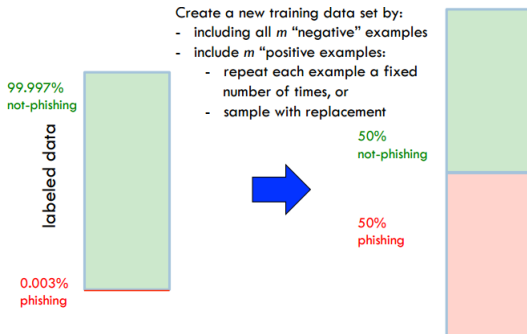 Create a new training data set by:
- including all m “negative” examples
- include m “positive examples:
- repeat each example a fixed
number of times, or
- sample with replacement
99.997%
not-phishing
labeled data
0.003%
phishing
50%
not-phishing
50%
phishing